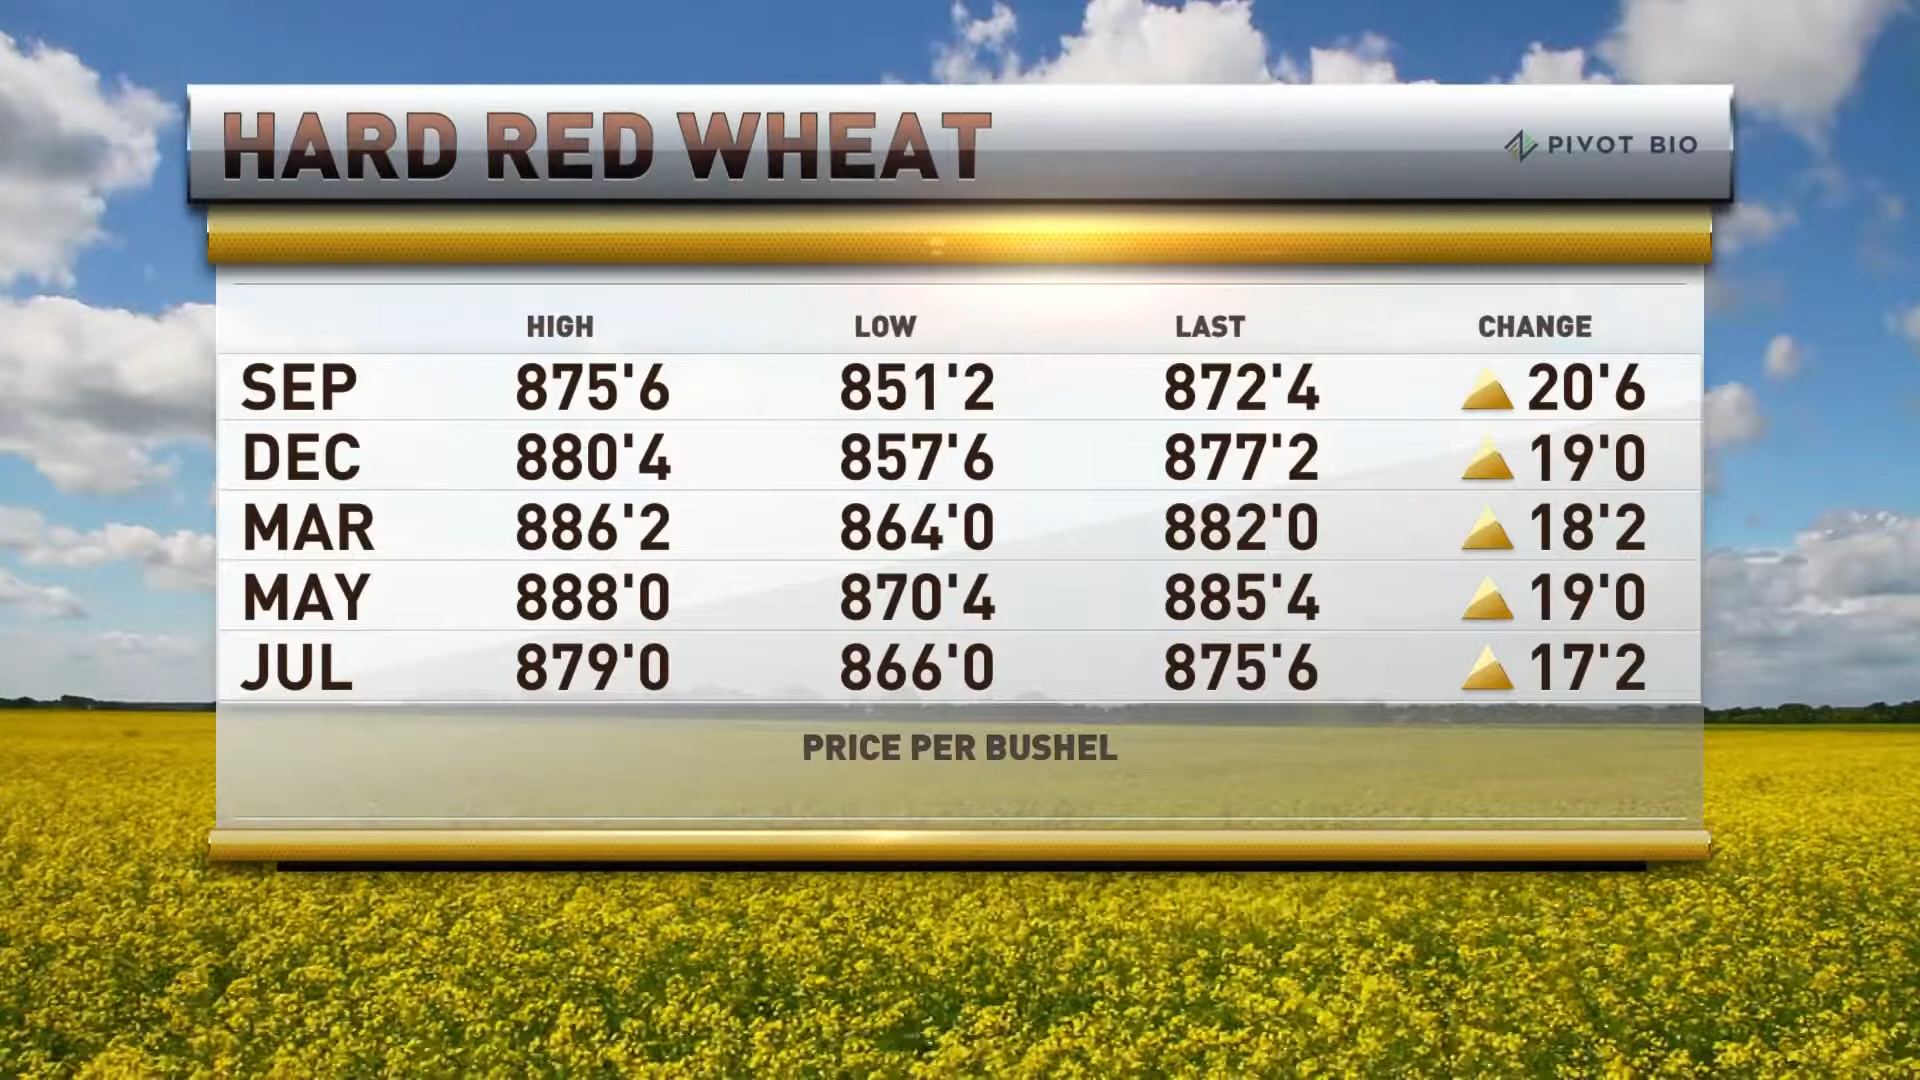 HARD RED WHEAT
PIVOT BIO
HIGH LOW LAST CHANGE
SEP 875'6 851'2 872'4 20'6
DEC 880'4 857'6 877'2 19'0
MAR 886'2 864'0 882'0 18'2
MAY 888'0 870'4 885'4 19'0
JUL 879'0 866'0 875'6 17'2
PRICE PER BUSHEL